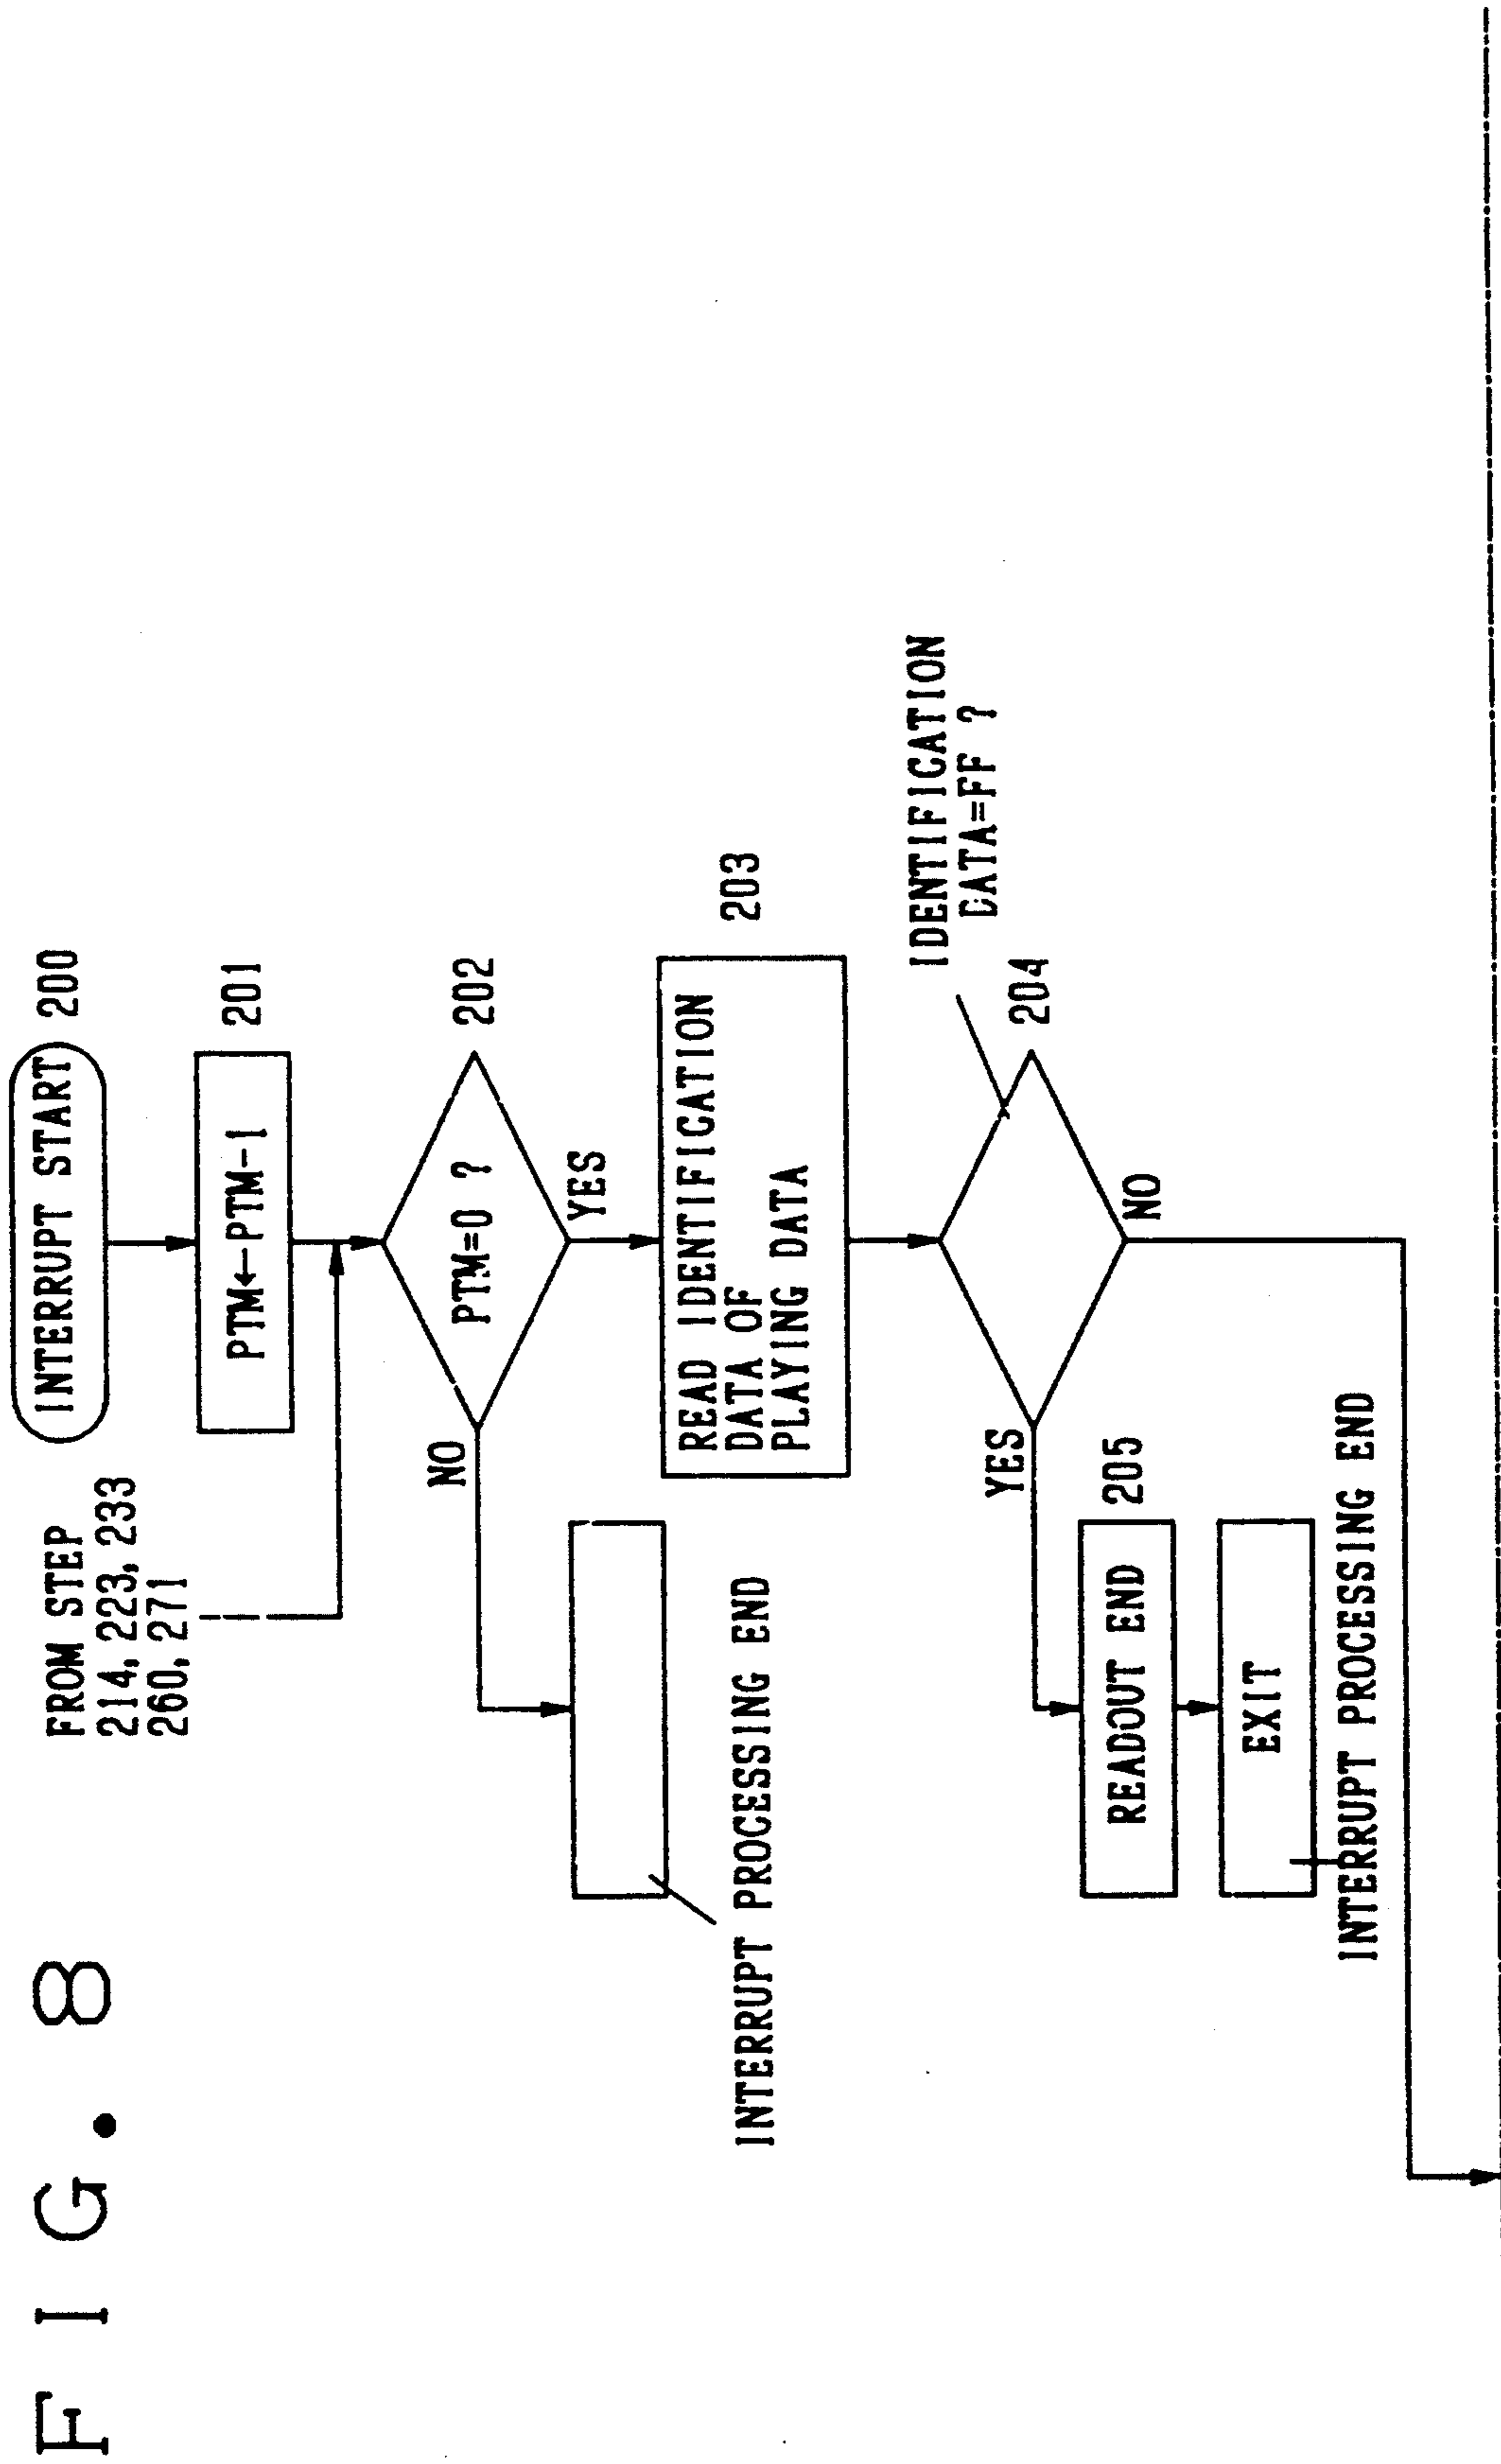 FIG. 8
INTERRUPT START 200
PTM←PTM-1 201
FROM STEP
214, 223, 233
260, 271
PTM=0 ? 202
NO
YES
INTERRUPT PROCESSING END
READ IDENTIFICATION
DATA OF
PLAYING DATA
203
IDENTIFICATION
DATA=FF ?
204
YES
NO
READOUT END 205
EXIT
INTERRUPT PROCESSING END